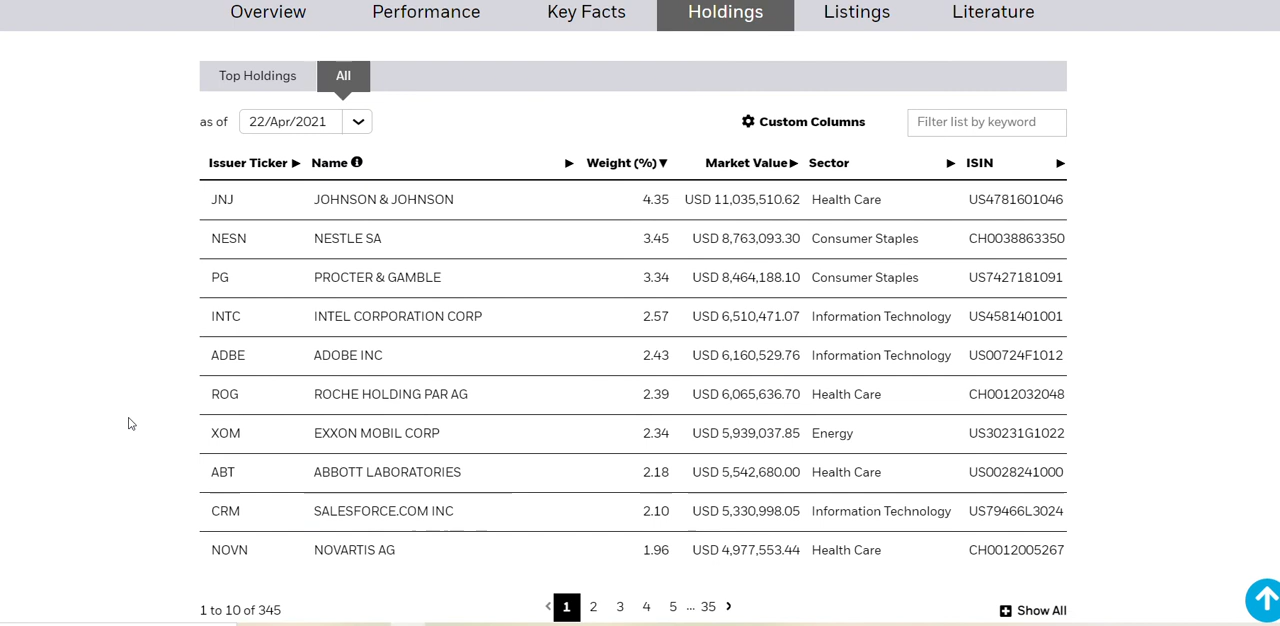 Overview Performance Key Facts Holdings Listings Literature
Top Holdings All
as of 22/Apr/2021 Custom Columns Filter list by keyword
Issuer Ticker Name Weight (%) Market Value Sector ISIN
JNJ JOHNSON & JOHNSON 4.35 USD 11,035,510.62 Health Care US4781601046
NESN NESTLE SA 3.45 USD 8,763,093.30 Consumer Staples CH0038863350
PG PROCTER & GAMBLE 3.34 USD 8,464,188.10 Consumer Staples US7427181091
INTC INTEL CORPORATION CORP 2.57 USD 6,510,471.07 Information Technology US4581401001
ADBE ADOBE INC 2.43 USD 6,160,529.76 Information Technology US00724F1012
ROG ROCHE HOLDING PAR AG 2.39 USD 6,065,636.70 Health Care CH0012032048
XOM EXXON MOBIL CORP 2.34 USD 5,939,037.85 Energy US30231G1022
ABT ABBOTT LABORATORIES 2.18 USD 5,542,680.00 Health Care US0028241000
CRM SALESFORCE.COM INC 2.10 USD 5,330,998.05 Information Technology US79466L3024
NOVN NOVARTIS AG 1.96 USD 4,977,553.44 Health Care CH0012005267
1 to 10 of 345 ‹ 1 2 3 4 5 ... 35 › Show All